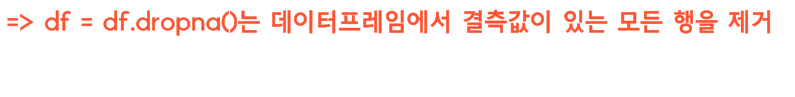 => df = df.dropna()는 데이터프레임에서 결측값이 있는 모든 행을 제거